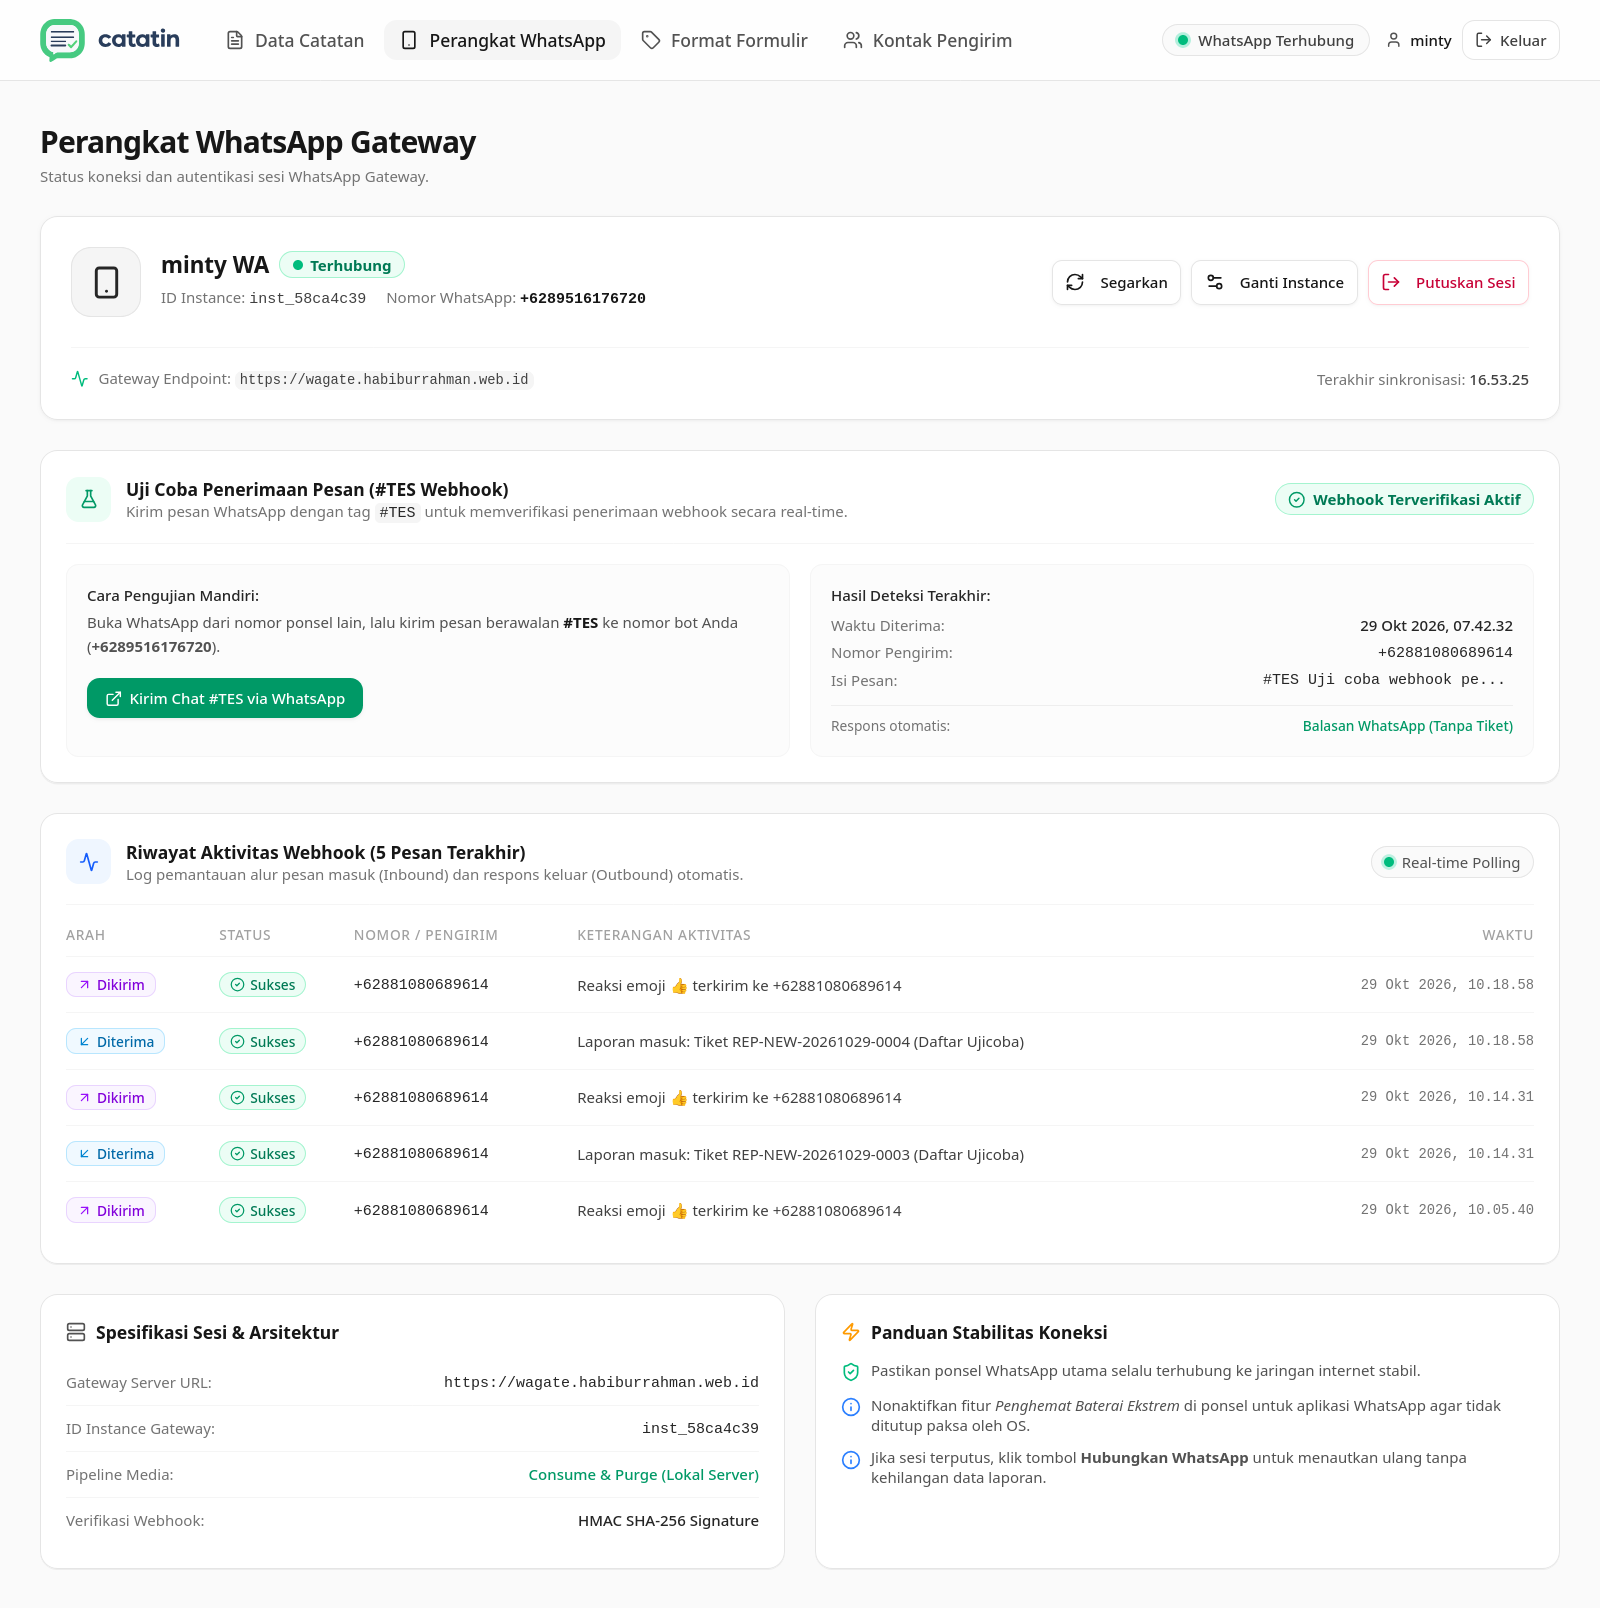 catatin
Data Catatan
Perangkat WhatsApp
Format Formulir
Kontak Pengirim
WhatsApp Terhubung
minty
Keluar
Perangkat WhatsApp Gateway
Status koneksi dan autentikasi sesi WhatsApp Gateway.
minty WA
Terhubung
ID Instance: inst_58ca4c39 Nomor WhatsApp: +6289516176720
Segarkan
Ganti Instance
Putuskan Sesi
Gateway Endpoint: https://wagate.habiburrahman.web.id
Terakhir sinkronisasi: 16.53.25
Uji Coba Penerimaan Pesan (#TES Webhook)
Kirim pesan WhatsApp dengan tag #TES untuk memverifikasi penerimaan webhook secara real-time.
Webhook Terverifikasi Aktif
Cara Pengujian Mandiri:
Buka WhatsApp dari nomor ponsel lain, lalu kirim pesan berawalan #TES ke nomor bot Anda
(+6289516176720).
Kirim Chat #TES via WhatsApp
Hasil Deteksi Terakhir:
Waktu Diterima: 29 Okt 2026, 07.42.32
Nomor Pengirim: +62881080689614
Isi Pesan: #TES Uji coba webhook pe...
Respons otomatis: Balasan WhatsApp (Tanpa Tiket)
Riwayat Aktivitas Webhook (5 Pesan Terakhir)
Log pemantauan alur pesan masuk (Inbound) dan respons keluar (Outbound) otomatis.
Real-time Polling
ARAH STATUS NOMOR / PENGIRIM KETERANGAN AKTIVITAS WAKTU
Dikirim Sukses +62881080689614 Reaksi emoji 👍 terkirim ke +62881080689614 29 Okt 2026, 10.18.58
Diterima Sukses +62881080689614 Laporan masuk: Tiket REP-NEW-20261029-0004 (Daftar Ujicoba) 29 Okt 2026, 10.18.58
Dikirim Sukses +62881080689614 Reaksi emoji 👍 terkirim ke +62881080689614 29 Okt 2026, 10.14.31
Diterima Sukses +62881080689614 Laporan masuk: Tiket REP-NEW-20261029-0003 (Daftar Ujicoba) 29 Okt 2026, 10.14.31
Dikirim Sukses +62881080689614 Reaksi emoji 👍 terkirim ke +62881080689614 29 Okt 2026, 10.05.40
Spesifikasi Sesi & Arsitektur
Gateway Server URL: https://wagate.habiburrahman.web.id
ID Instance Gateway: inst_58ca4c39
Pipeline Media: Consume & Purge (Lokal Server)
Verifikasi Webhook: HMAC SHA-256 Signature
Panduan Stabilitas Koneksi
Pastikan ponsel WhatsApp utama selalu terhubung ke jaringan internet stabil.
Nonaktifkan fitur Penghemat Baterai Ekstrem di ponsel untuk aplikasi WhatsApp agar tidak
ditutup paksa oleh OS.
Jika sesi terputus, klik tombol Hubungkan WhatsApp untuk menautkan ulang tanpa
kehilangan data laporan.